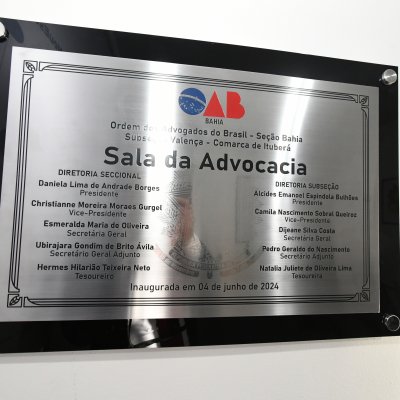 OAB
BAHIA
Ordem dos Advogados do Brasil - Seção Bahia
Subseção Valença - Comarca de Ituberá
Sala da Advocacia
DIRETORIA SECCIONAL
Daniela Lima de Andrade Borges
Presidente
Christianne Moreira Moraes Gurgel
Vice-Presidente
Esmeralda Maria de Oliveira
Secretária Geral
Ubirajara Gondim de Brito Ávila
Secretário Geral Adjunto
Hermes Hilarião Teixeira Neto
Tesoureiro
DIRETORIA SUBSEÇÃO
Alcides Emanoel Espíndola Bulhões
Presidente
Camila Nascimento Sobral Queiroz
Vice-Presidente
Dijeane Silva Costa
Secretária Geral
Pedro Geraldo do Nascimento
Secretário Adjunto
Natalia Juliete de Oliveira Lima
Tesoureira
Inaugurada em 04 de junho de 2024